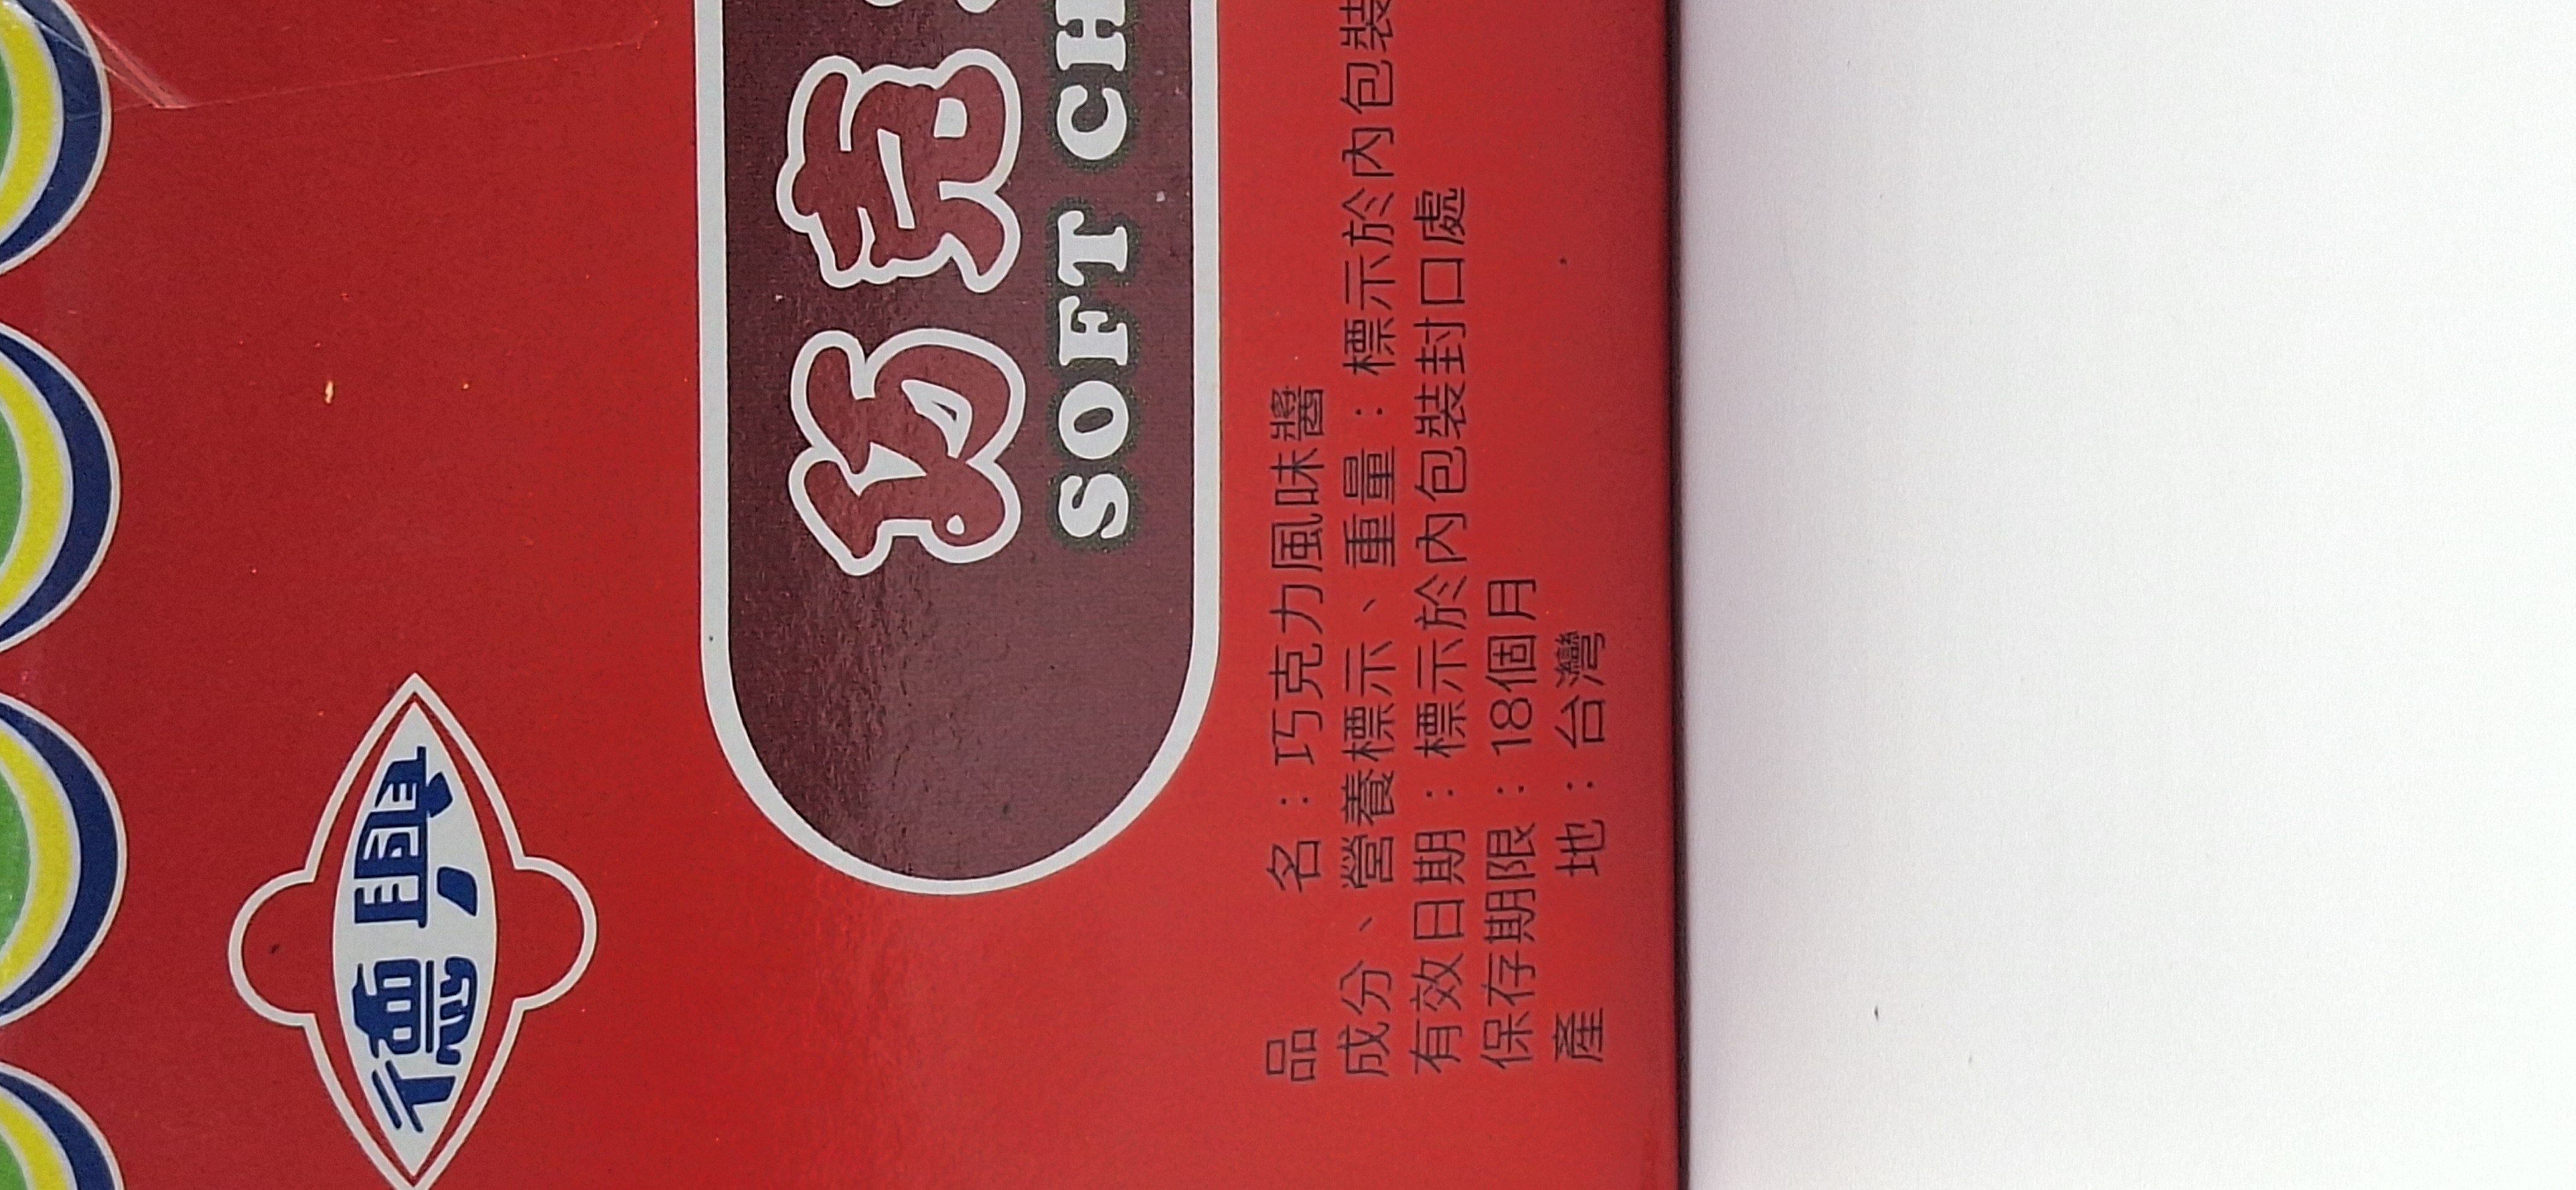 德興
巧克
SOFT CH
品名：巧克力風味醬
成分、營養標示、重量：標示於內包裝
有效日期：標示於內包裝封口處
保存期限：18個月
產地：台灣